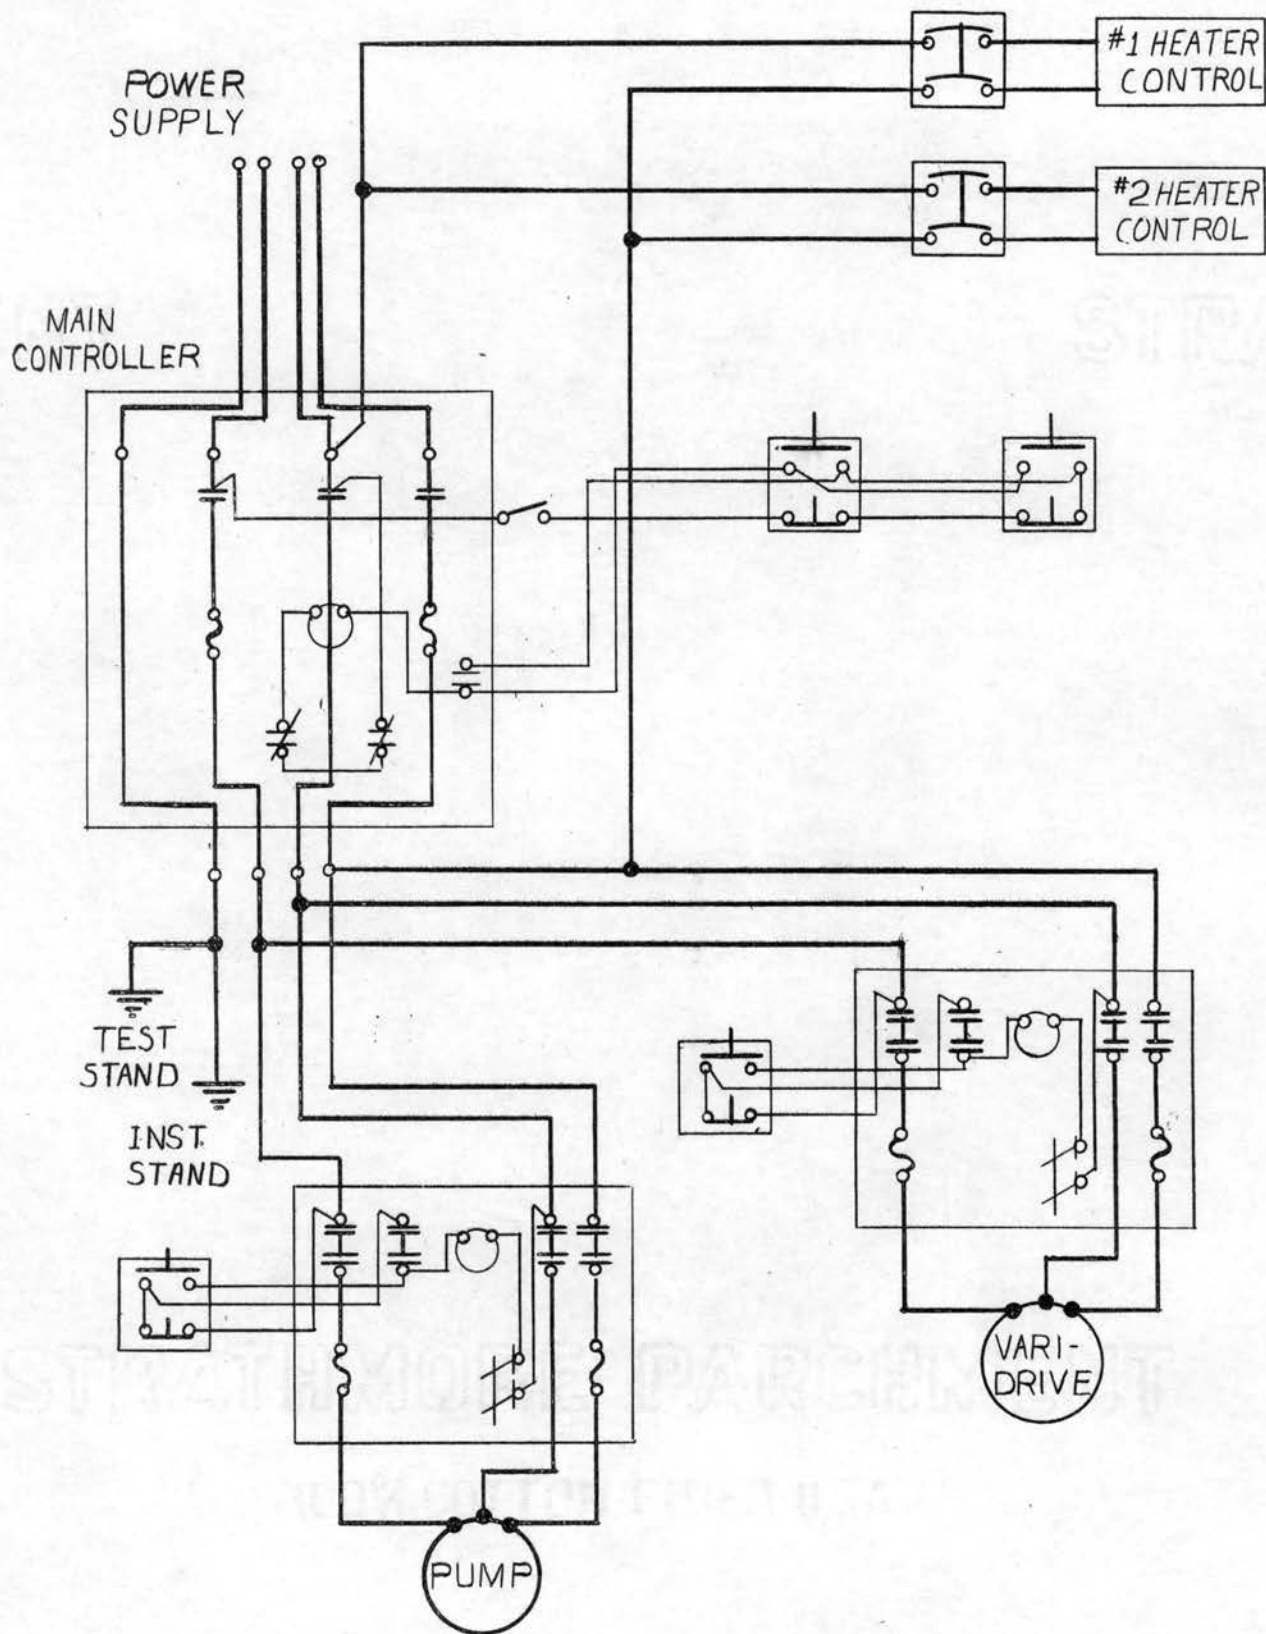 #1 HEATER
CONTROL
POWER
SUPPLY
#2 HEATER
CONTROL
MAIN
CONTROLLER
TEST
STAND
INST.
STAND
VARI-
DRIVE
PUMP